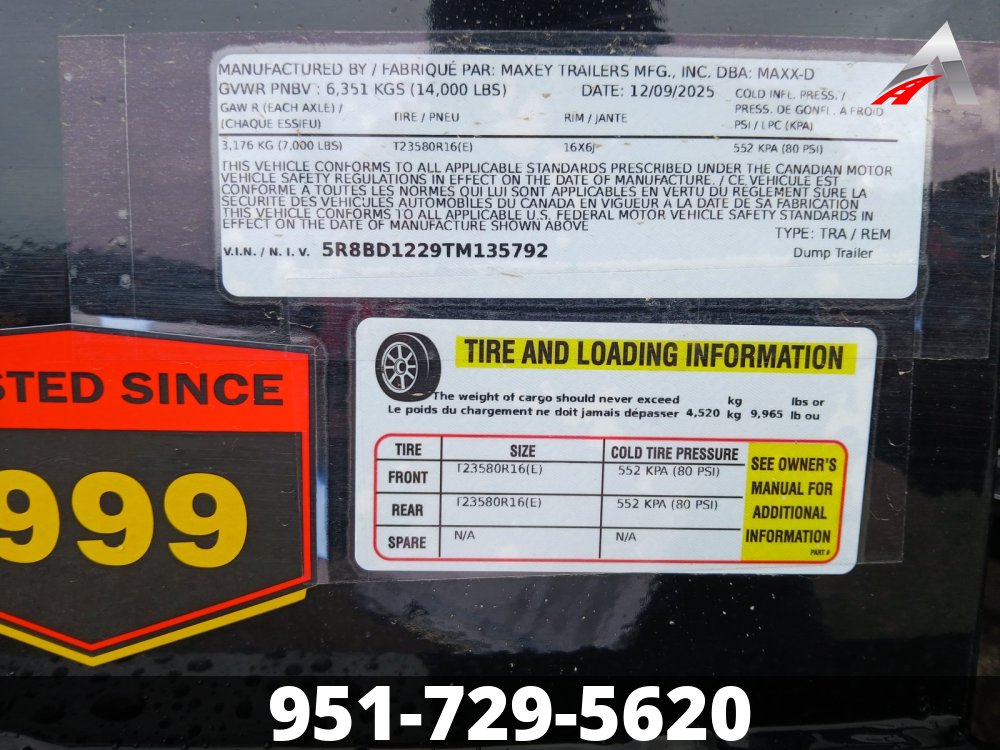 MANUFACTURED BY / FABRIQUÉ PAR: MAXEY TRAILERS MFG., INC. DBA: MAXX-D
GVWR PNBV : 6,351 KGS (14,000 LBS) DATE: 12/09/2025 COLD INFL. PRESS. /
GAW R (EACH AXLE) / TIRE / PNEU RIM / JANTE PRESS. DE GONFL . A FROID
(CHAQUE ESSIEU) PSI / LPC (KPA)
3,176 KG (7,000 LBS) T23580R16(E) 16X6J 552 KPA (80 PSI)
THIS VEHICLE CONFORMS TO ALL APPLICABLE STANDARDS PRESCRIBED UNDER THE CANADIAN MOTOR
VEHICLE SAFETY REGULATIONS IN EFFECT ON THE DATE OF MANUFACTURE. / CE VEHICULE EST
CONFORME A TOUTES LES NORMES QUI LUI SONT APPLICABLES EN VERTU DU REGLEMENT SURE LA
SECURITE DES VEHICULES AUTOMOBILES DU CANADA EN VIGUEUR A LA DATE DE SA FABRICATION
THIS VEHICLE CONFORMS TO ALL APPLICABLE U.S. FEDERAL MOTOR VEHICLE SAFETY STANDARDS IN
EFFECT ON THE DATE OF MANUFACTURE SHOWN ABOVE
TYPE: TRA / REM
V.I.N. / N. I. V. 5R8BD1229TM135792 Dump Trailer
STED SINCE
999
TIRE AND LOADING INFORMATION
The weight of cargo should never exceed kg lbs or
Le poids du chargement ne doit jamais dépasser 4,520 kg 9,965 lb ou
TIRE SIZE COLD TIRE PRESSURE
FRONT T23580R16(E) 552 KPA (80 PSI)
REAR T23580R16(E) 552 KPA (80 PSI)
SPARE N/A N/A
SEE OWNER'S
MANUAL FOR
ADDITIONAL
INFORMATION
PART #
951-729-5620